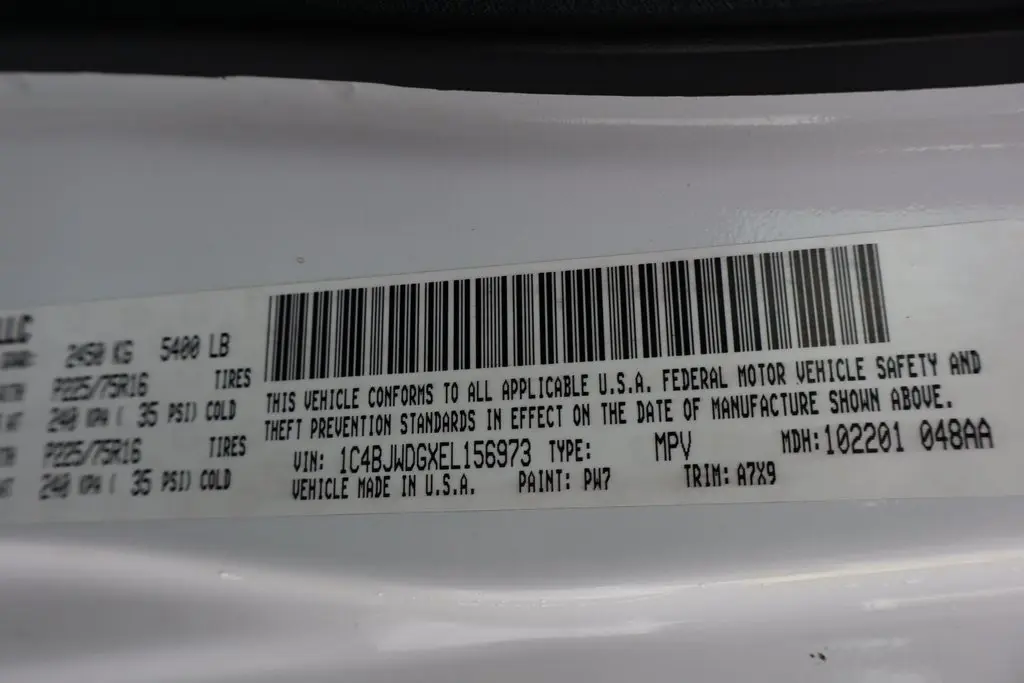 LLC
2450 KG 5400 LB
P225/75R16 TIRES
240 KPA ( 35 PSI) COLD
P225/75R16 TIRES
240 KPA ( 35 PSI) COLD
THIS VEHICLE CONFORMS TO ALL APPLICABLE U.S.A. FEDERAL MOTOR VEHICLE SAFETY AND
THEFT PREVENTION STANDARDS IN EFFECT ON THE DATE OF MANUFACTURE SHOWN ABOVE.
VIN: 1C4BJWDGXEL156973 TYPE: MPV MDH: 102201 048AA
VEHICLE MADE IN U.S.A. PAINT: PW7 TRIM: A7X9